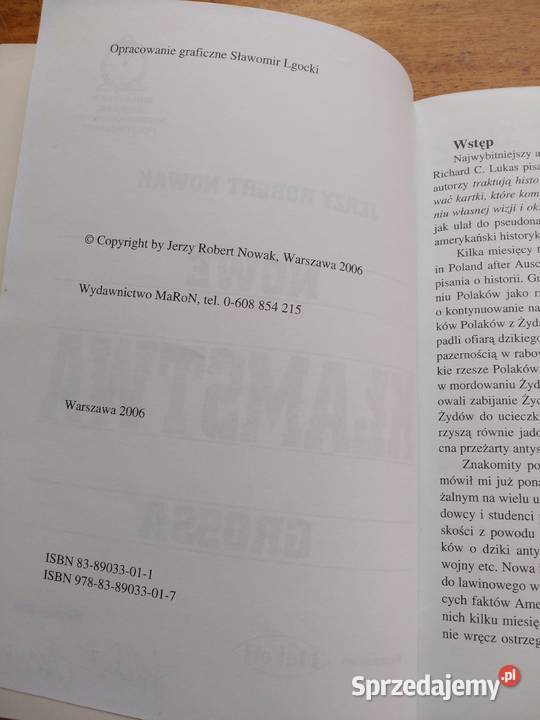 Opracowanie graficzne Sławomir Lgocki
© Copyright by Jerzy Robert Nowak, Warszawa 2006
Wydawnictwo MaRoN, tel. 0-608 854 215
Warszawa 2006
ISBN 83-89033-01-1
ISBN 978-83-89033-01-7
Wstęp
Najwybitniejszy a
Richard C. Lukas pisa
autorzy traktują histo
wać kartki, które kom
niu własnej wizji i ok
jak ulał do pseudona
amerykański historyk
Kilka miesięcy t
in Poland after Ausc
pisania o historii. Gr
niu Polaków jako r
o kontynuowanie na
ków Polaków z Żyd
padli ofiarą dzikiego
pazernością w rabow
kie rzesze Polaków
w mordowaniu Żyd
owali zabijanie Żyd
Żydów do ucieczk
rzyszą równie jado
cna przeżarty antys
Znakomity po
mówił mi już pona
żalnym na wielu u
dowcy i studenci p
skości z powodu
ków o dziki anty
wojny etc. Nowa
do lawinowego w
cych faktów Ame
nich kilku miesię
nie wręcz ostrzeg
Sprzedajemy.pl